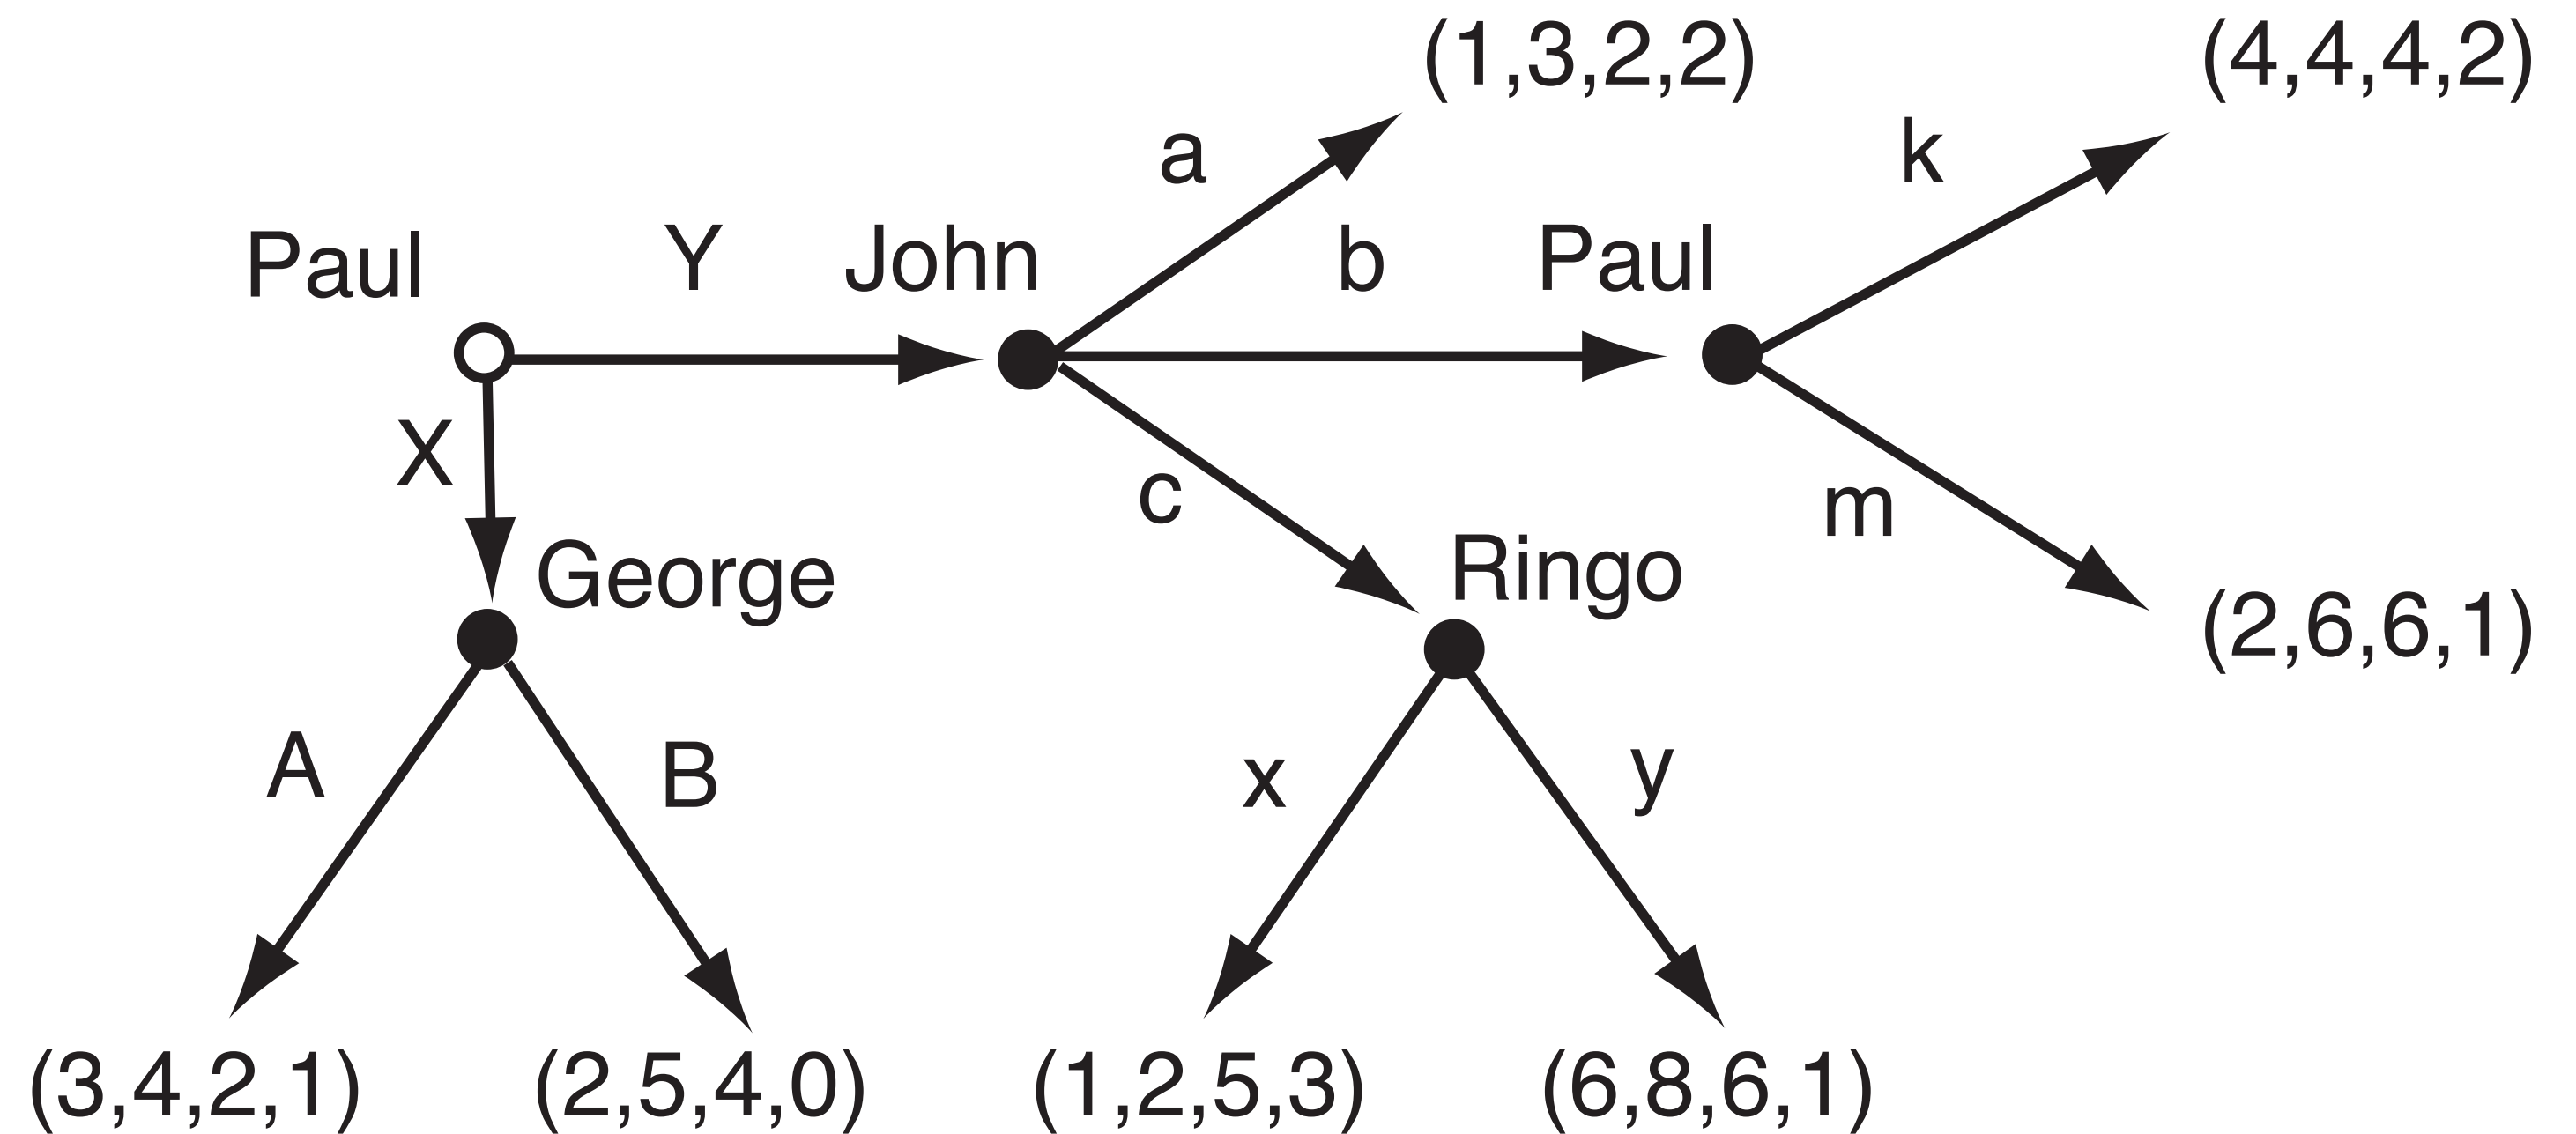 (1,3,2,2)
(4,4,4,2)
a
k
Paul
Y
John
b
Paul
X
c
m
George
Ringo
(2,6,6,1)
A
B
x
y
(3,4,2,1)
(2,5,4,0)
(1,2,5,3)
(6,8,6,1)